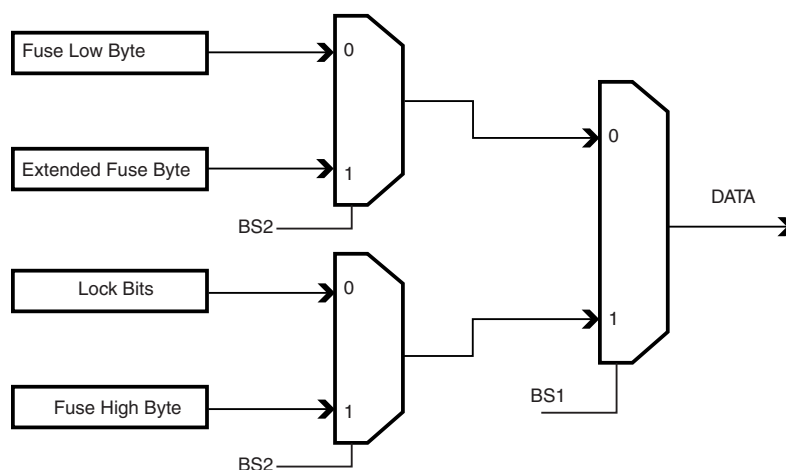 Fuse Low Byte
0
Extended Fuse Byte
1
BS2
0
DATA
Lock Bits
0
1
Fuse High Byte
1
BS1
BS2